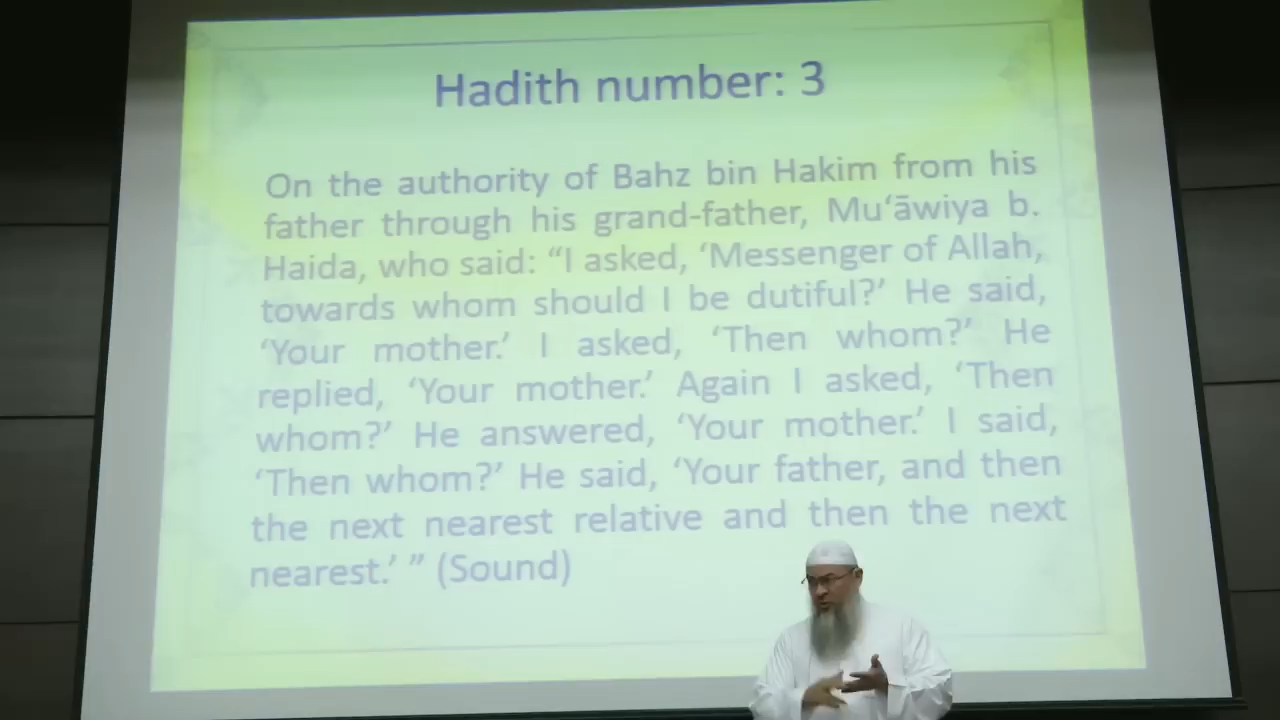 Hadith number: 3
On the authority of Bahz bin Hakim from his
father through his grand-father, Mu‘āwiya b.
Haida, who said: “I asked, ‘Messenger of Allah,
towards whom should I be dutiful?’ He said,
‘Your mother.’ I asked, ‘Then whom?’ He
replied, ‘Your mother.’ Again I asked, ‘Then
whom?’ He answered, ‘Your mother.’ I said,
‘Then whom?’ He said, ‘Your father, and then
the next nearest relative and then the next
nearest.’ ” (Sound)